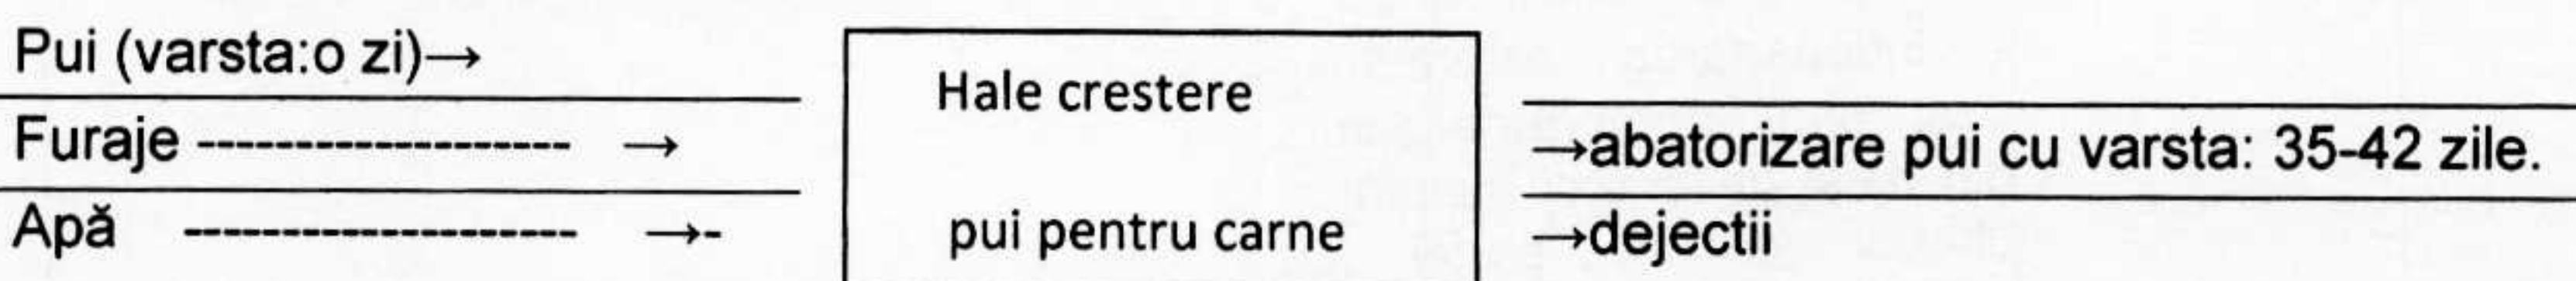 Pui (varsta:o zi)→
Furaje ------------------- →
Apă -------------------- →-
Hale crestere
pui pentru carne
→abatorizare pui cu varsta: 35-42 zile.
→dejectii